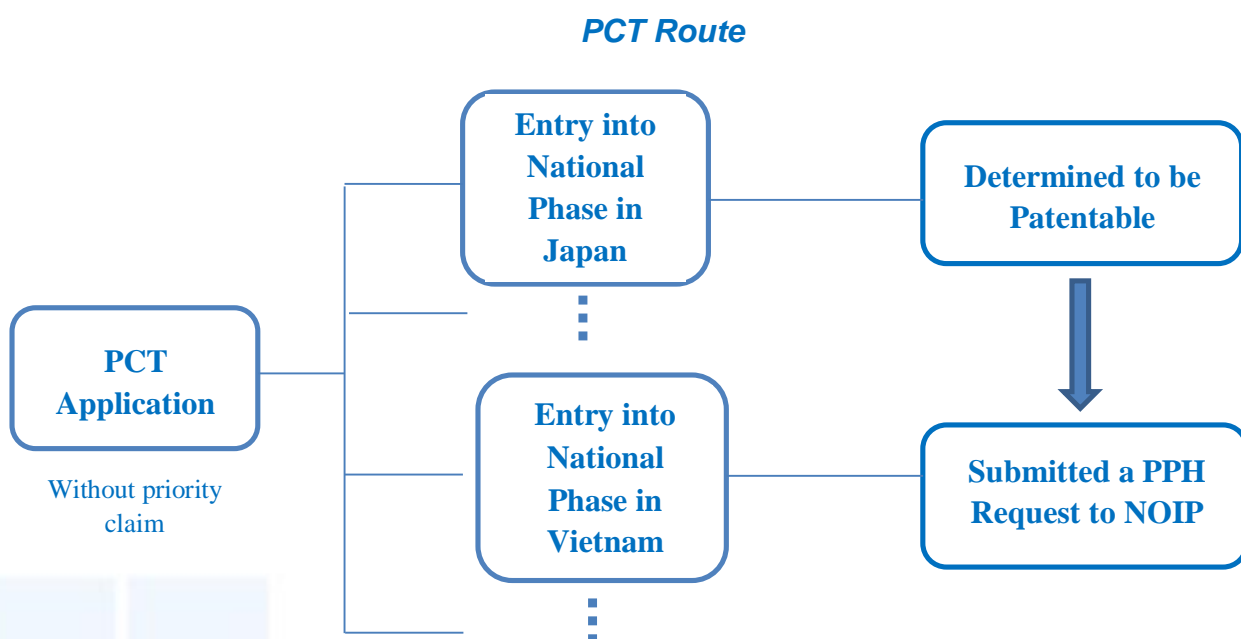 PCT Route
Entry into
National
Phase in
Japan
Determined to be
Patentable
PCT
Application
Without priority
claim
Entry into
National
Phase in
Vietnam
Submitted a PPH
Request to NOIP